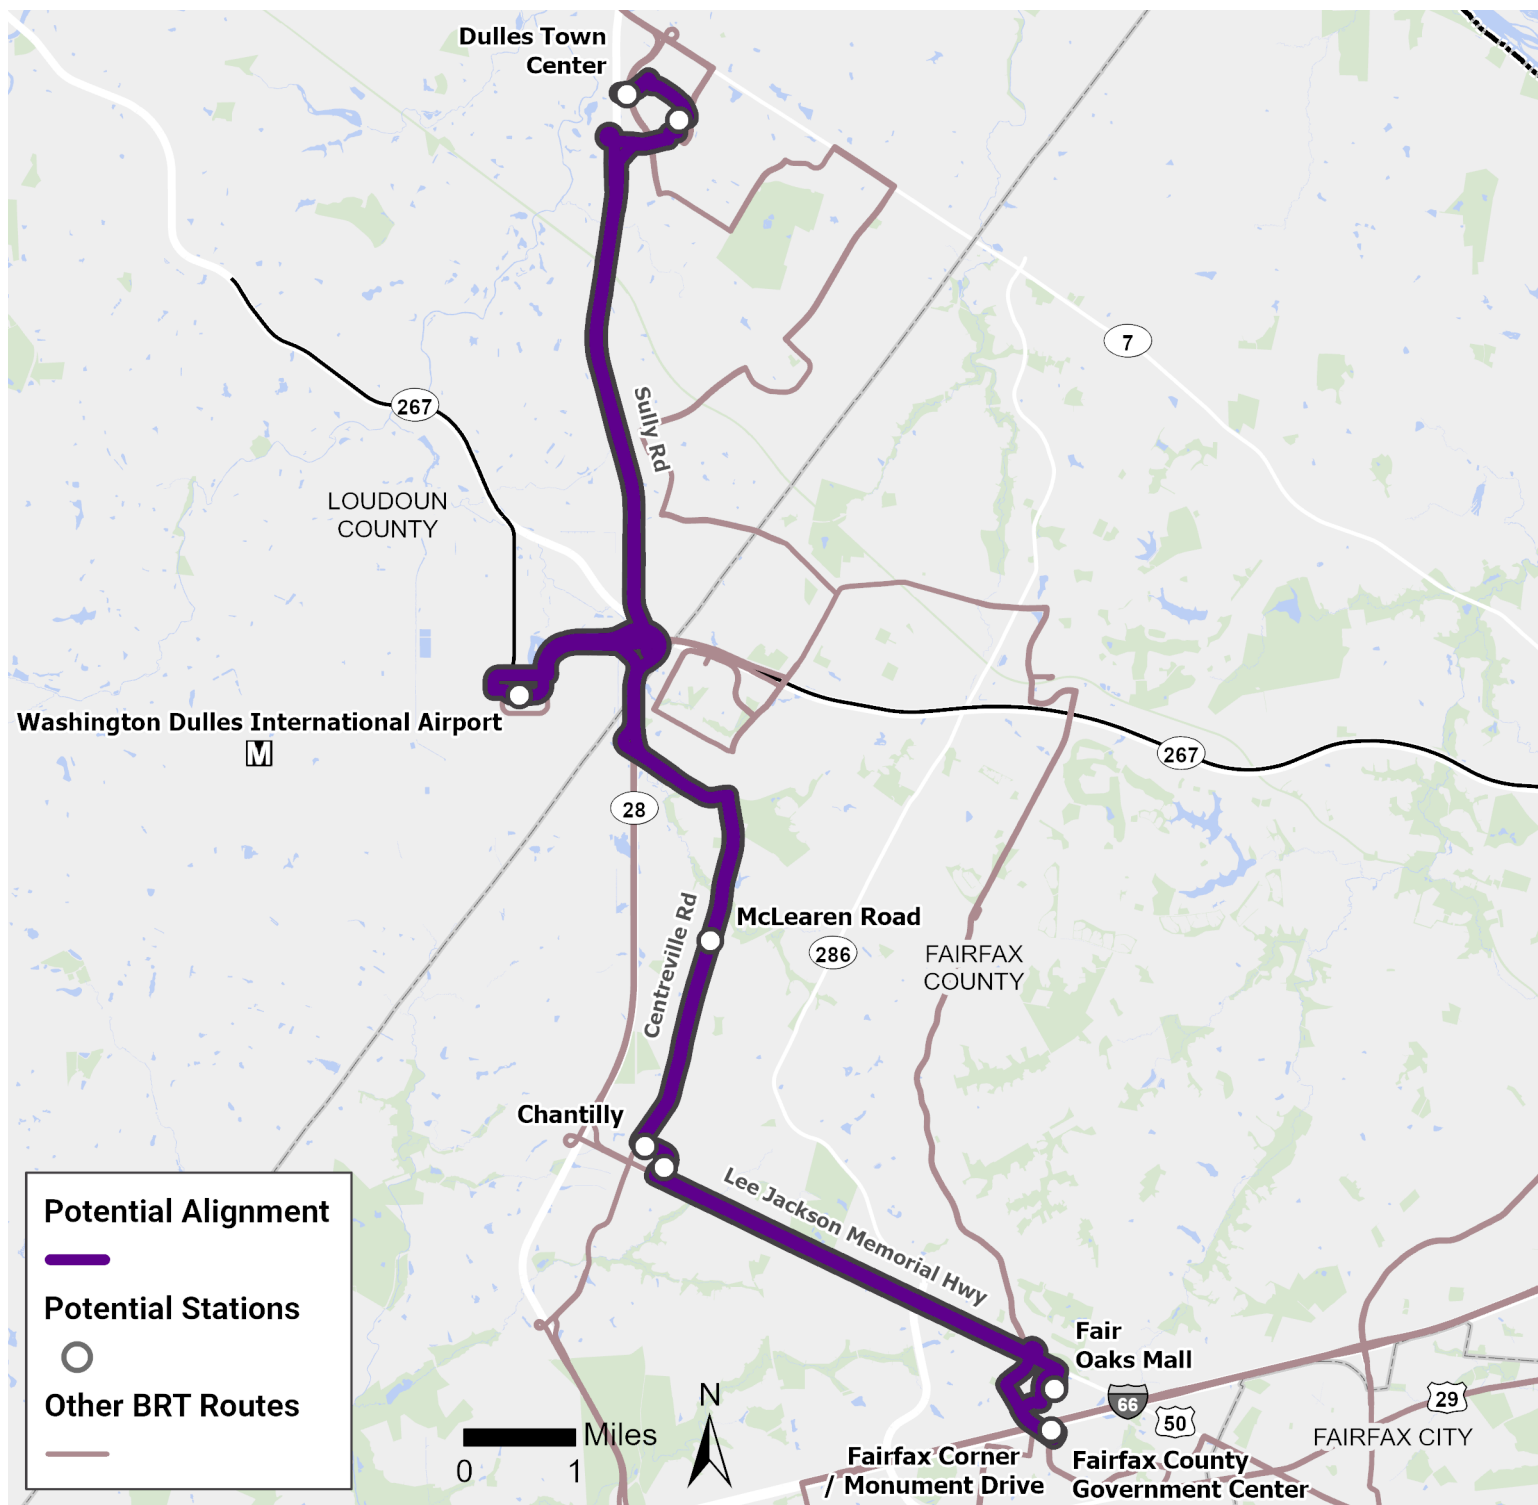 Dulles Town
Center
7
267
Sully Rd
LOUDOUN
COUNTY
Washington Dulles International Airport
M
267
28
McLearen Road
Centreville Rd
286
FAIRFAX
COUNTY
Chantilly
Lee Jackson Memorial Hwy
Potential Alignment
Potential Stations
Other BRT Routes
Fair
Oaks Mall
66
50
29
FAIRFAX CITY
N
Miles
0 1
Fairfax Corner
/ Monument Drive
Fairfax County
Government Center